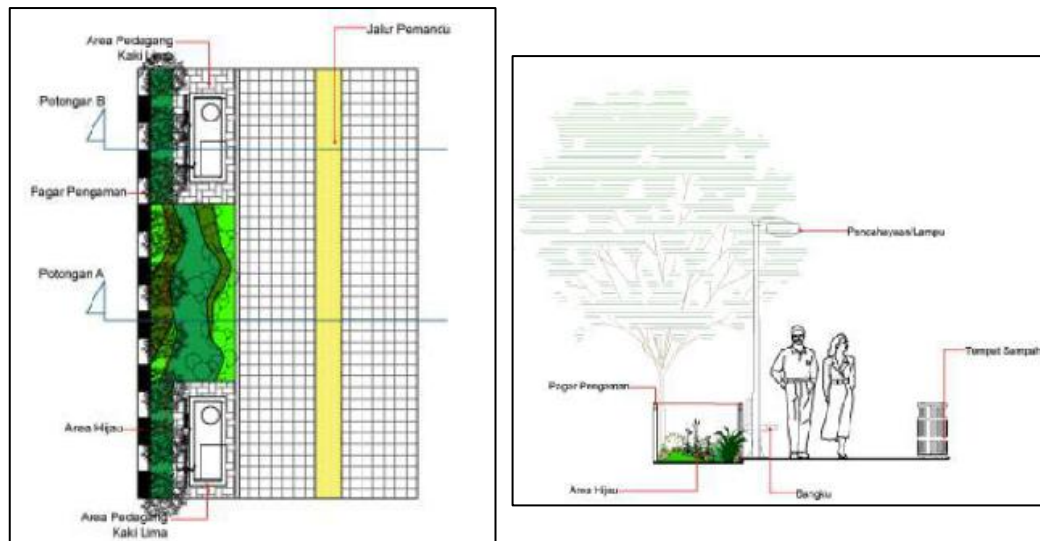 Area Pedagang
Kaki Lima
Jalur Pemandu
Potongan B
Pagar Pengaman
Potongan A
Area Hijau
Area Pedagang
Kaki Lima
Pencahayaan/Lampu
Tempat Sampah
Pagar Pengaman
Area Hijau
Bangku